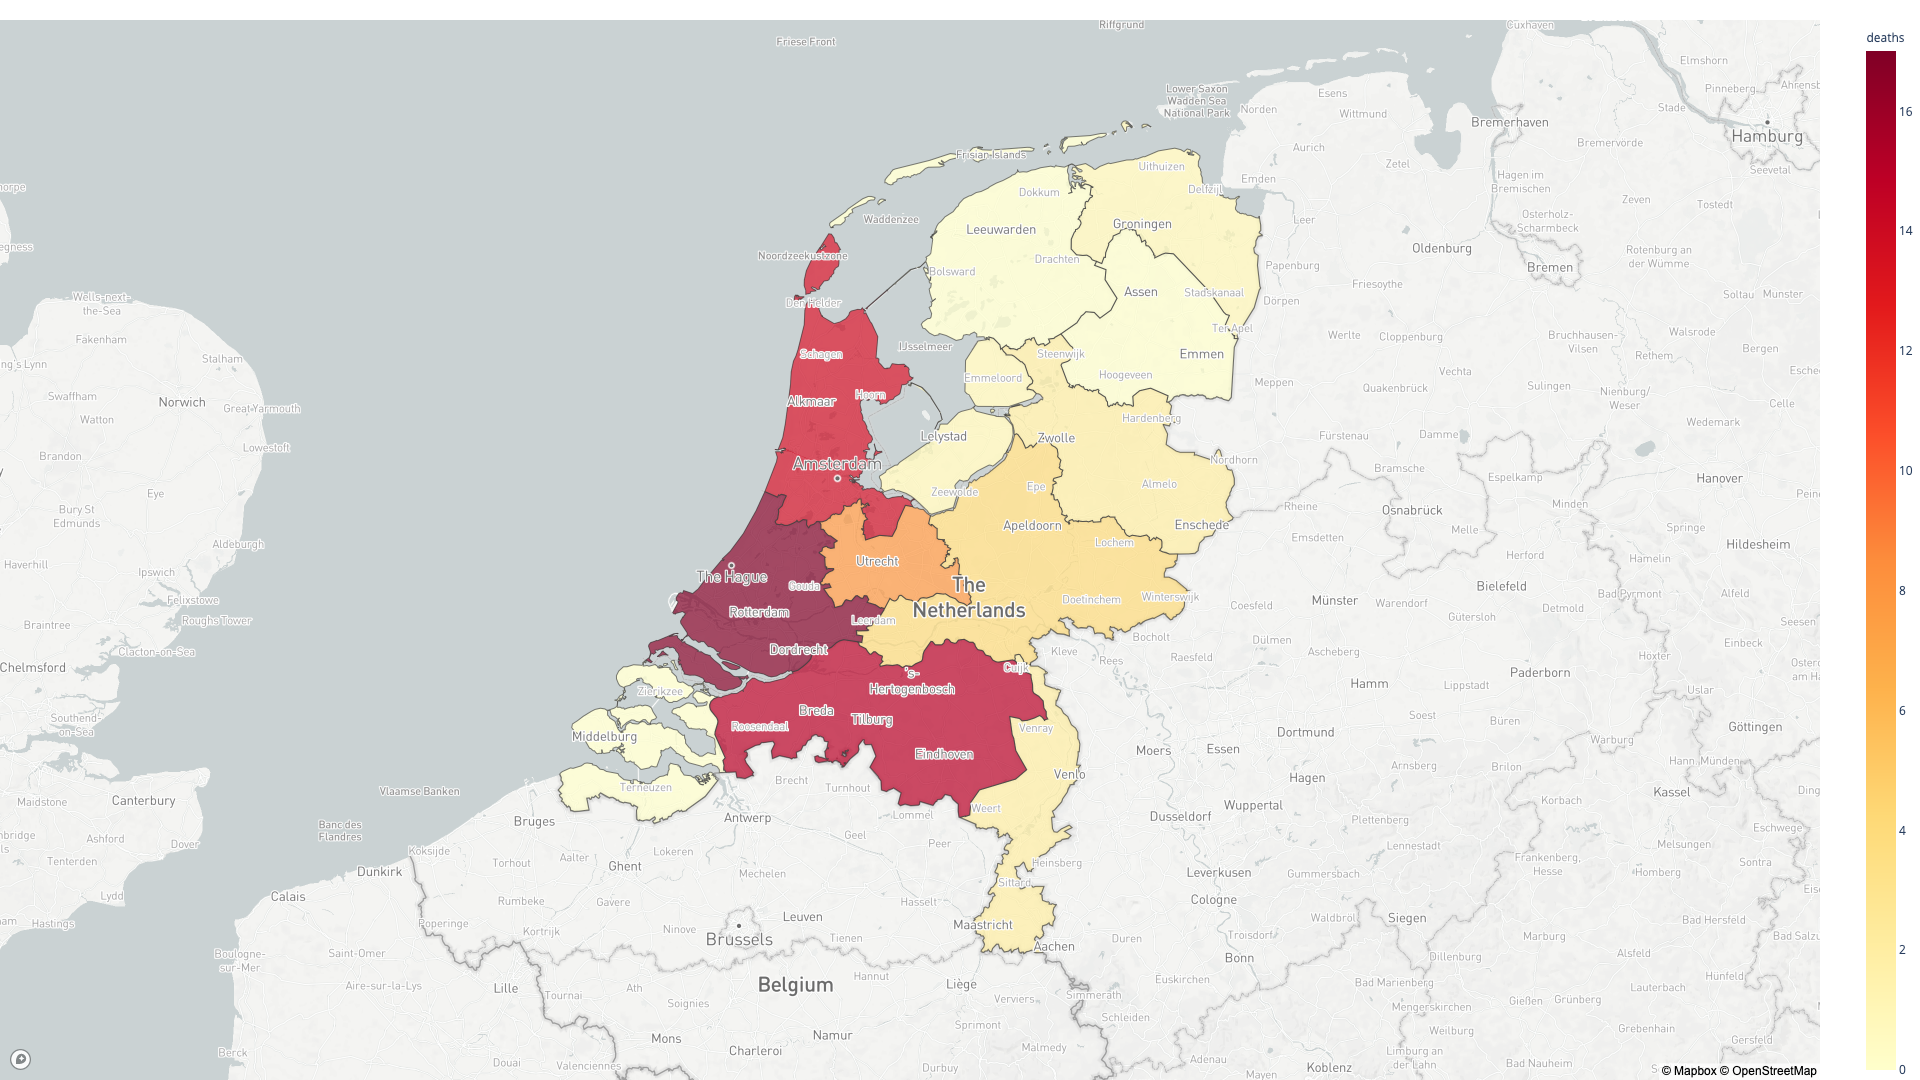 Riffgrund
Cuxhaven
Friese Front
deaths
Elmshorn
Lower Saxon
Wadden Sea
National Park
Pinneberg
Ahrensb
Esens
Norden
Wittmund
Stade
16
Bremerhaven
Hamburg
Bremervörde
Aurich
Frisian Islands
Uithuizen
Zetel
Seevetal
Hagen im
Bremischen
Emden
horpe
Dokkum
Delfzijl
Zeven
Tostedt
Waddenzee
Leer
Osterholz-
Scharmbeck
Groningen
Leeuwarden
14
egness
Oldenburg
Rotenburg an
der Wümme
Noordzeekustzone
Drachten
Papenburg
Bremen
Bolsward
Friesoythe
Assen
Stadskanaal
Soltau
Munster
Wells-next-
the-Sea
Den Helder
Dörpen
Ter Apel
Fakenham
Werlte
Cloppenburg
Bruchhausen-
Vilsen
Walsrode
IJsselmeer
Bergen
12
Stalham
Schagen
Steenwijk
Emmen
Rethem
ng's Lynn
Hoogeveen
Vechta
Emmeloord
Meppen
Quakenbrück
Sulingen
Esche
Hoorn
Nienburg/
Weser
Swaffham
Norwich
Alkmaar
Celle
Great Yarmouth
Watton
Hardenberg
Wedemark
Lelystad
Zwolle
Fürstenau
Damme
Lowestoft
Brandon
Amsterdam
Nordhorn
Bramsche
10
Espelkamp
Hanover
Almelo
Epe
Zeewolde
Eye
Peine
Rheine
Minden
Bury St
Edmunds
Osnabrück
Apeldoorn
Enschede
Melle
Springe
Emsdetten
Aldeburgh
Lochem
Hildesheim
Herford
Hamelin
Utrecht
Haverhill
Ipswich
The Hague
Gouda
The
Netherlands
Bielefeld
8
Felixstowe
Doetinchem
Winterswijk
Münster
Warendorf
Coesfeld
Bad Pyrmont
Alfeld
Detmold
Rotterdam
Roughs Tower
Leerdam
Gütersloh
Seesen
Braintree
Bocholt
Dülmen
Einbeck
Clacton-on-Sea
Dordrecht
Kleve
Rees
Raesfeld
Ascheberg
Hoxter
Chelmsford
Cuijk
Paderborn
's-
Hertogenbosch
Hamm
Lippstadt
Uslar
Zierikzee
Breda
6
Southend-
on-Sea
Tilburg
Soest
Büren
Roosendaal
Venray
Göttingen
Middelburg
Dortmund
Warburg
Eindhoven
Moers
Essen
Venlo
Arnsberg
Brilon
Hann. Münden
Hagen
Brecht
Turnhout
Terneuzen
Vlaamse Banken
Kassel
Maidstone
Canterbury
Weert
Wuppertal
Korbach
Antwerp
Lommel
Dusseldorf
Plettenberg
Bruges
Banc des
Flandres
Geel
Eschwege
4
Ashford
Dover
Peer
Lennestadt
Melsungen
Koksijde
Aalter
Lokeren
Torhout
Heinsberg
Frankenberg,
Hesse
Sontra
Tenterden
Ghent
Dunkirk
Mechelen
Leverkusen
Gummersbach
Homberg
Sittard
Lydd
Calais
Rumbeke
Gavere
Hasselt
Cologne
Hastings
Poperinge
Leuven
Maastricht
Waldbröl
Siegen
Bad Hersfeld
Kortrijk
Ninove
Brussels
Tienen
Aachen
Duren
Troisdorf
Marburg
Bad Salzu
2
Boulogne-
sur-Mer
Saint-Omer
Bonn
Dillenburg
Alsfeld
Hünfeld
Belgium
Hannut
Liège
Euskirchen
Bad Marienberg
Aire-sur-la-Lys
Lille
Ath
Lauterbach
Tournai
Soignies
Verviers
Simmerath
Gießen
Grünberg
Mengerskirchen
Schleiden
Sprimont
Weilburg
Grebenhain
Mons
Namur
Charleroi
Malmedy
Gersfeld
Berck
Limburg an
der Lahn
Adenau
Douai
Valenciennes
Durbuy
Mayen
Koblenz
Bad Nauheim
© Mapbox © OpenStreetMap
0